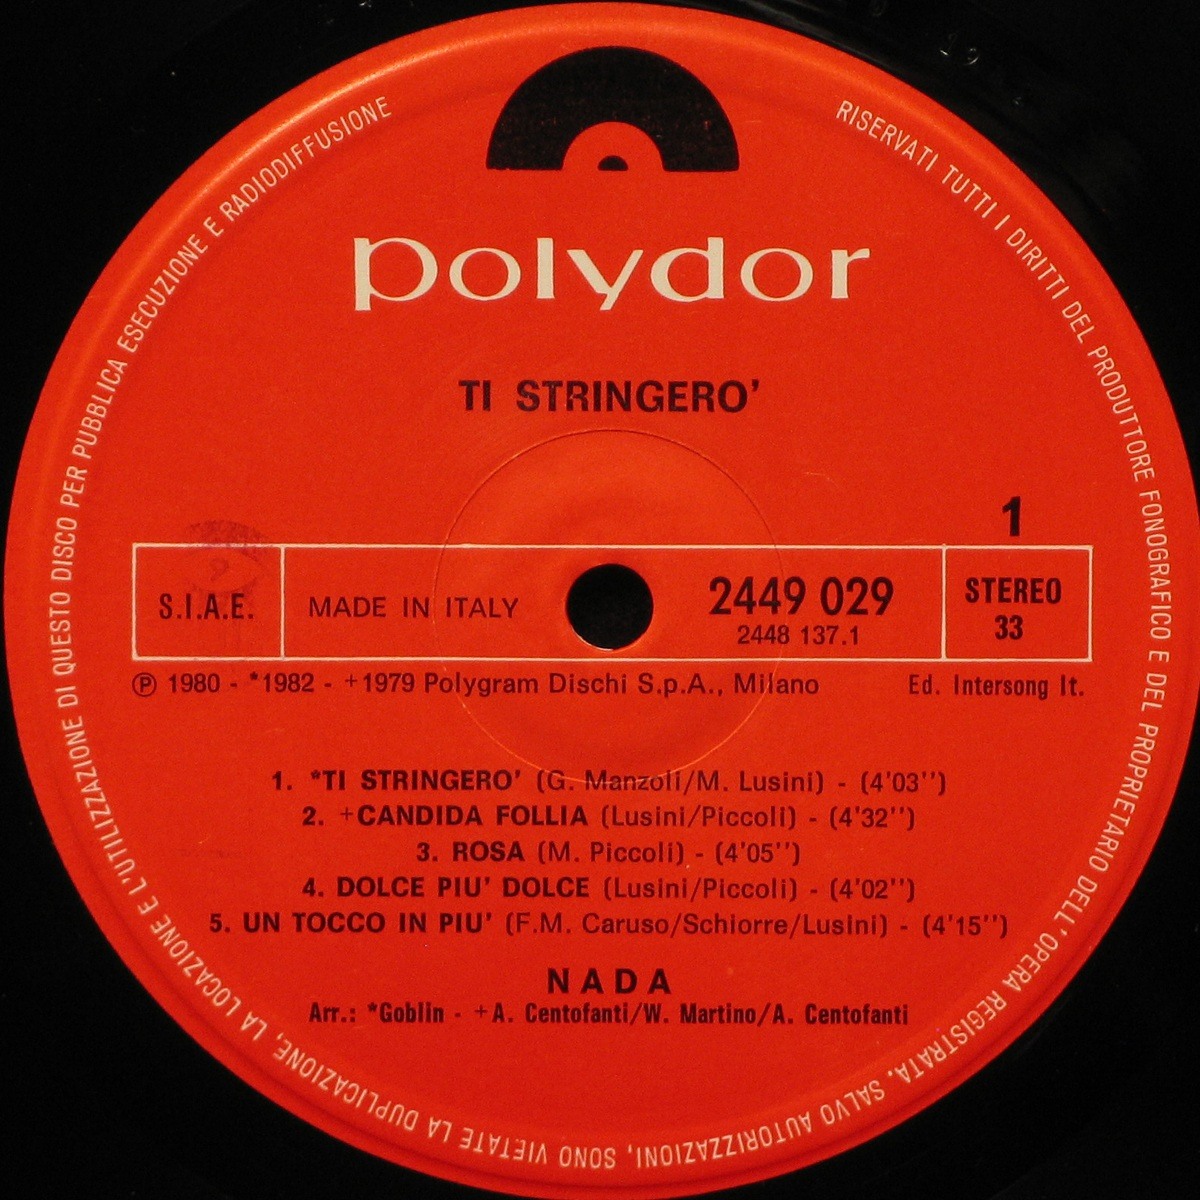 polydor
TI STRINGERO'
1
S.I.A.E.
MADE IN ITALY
2449 029
2448 137.1
STEREO
33
℗ 1980 - *1982 - +1979 Polygram Dischi S.p.A., Milano
Ed. Intersong It.
1. *TI STRINGERO' (G. Manzoli/M. Lusini) - (4'03'')
2. +CANDIDA FOLLIA (Lusini/Piccoli) - (4'32'')
3. ROSA (M. Piccoli) - (4'05'')
4. DOLCE PIU' DOLCE (Lusini/Piccoli) - (4'02'')
5. UN TOCCO IN PIU' (F.M. Caruso/Schiorre/Lusini) - (4'15'')
NADA
Arr.: *Goblin - +A. Centofanti/W. Martino/A. Centofanti
RISERVATI TUTTI I DIRITTI DEL PRODUTTORE FONOGRAFICO E DEL PROPRIETARIO DELL' OPERA REGISTRATA. SALVO AUTORIZZAZIONI, SONO VIETATE LA DUPLICAZIONE, LA LOCAZIONE E L'UTILIZZAZIONE DI QUESTO DISCO PER PUBBLICA ESECUZIONE E RADIODIFFUSIONE